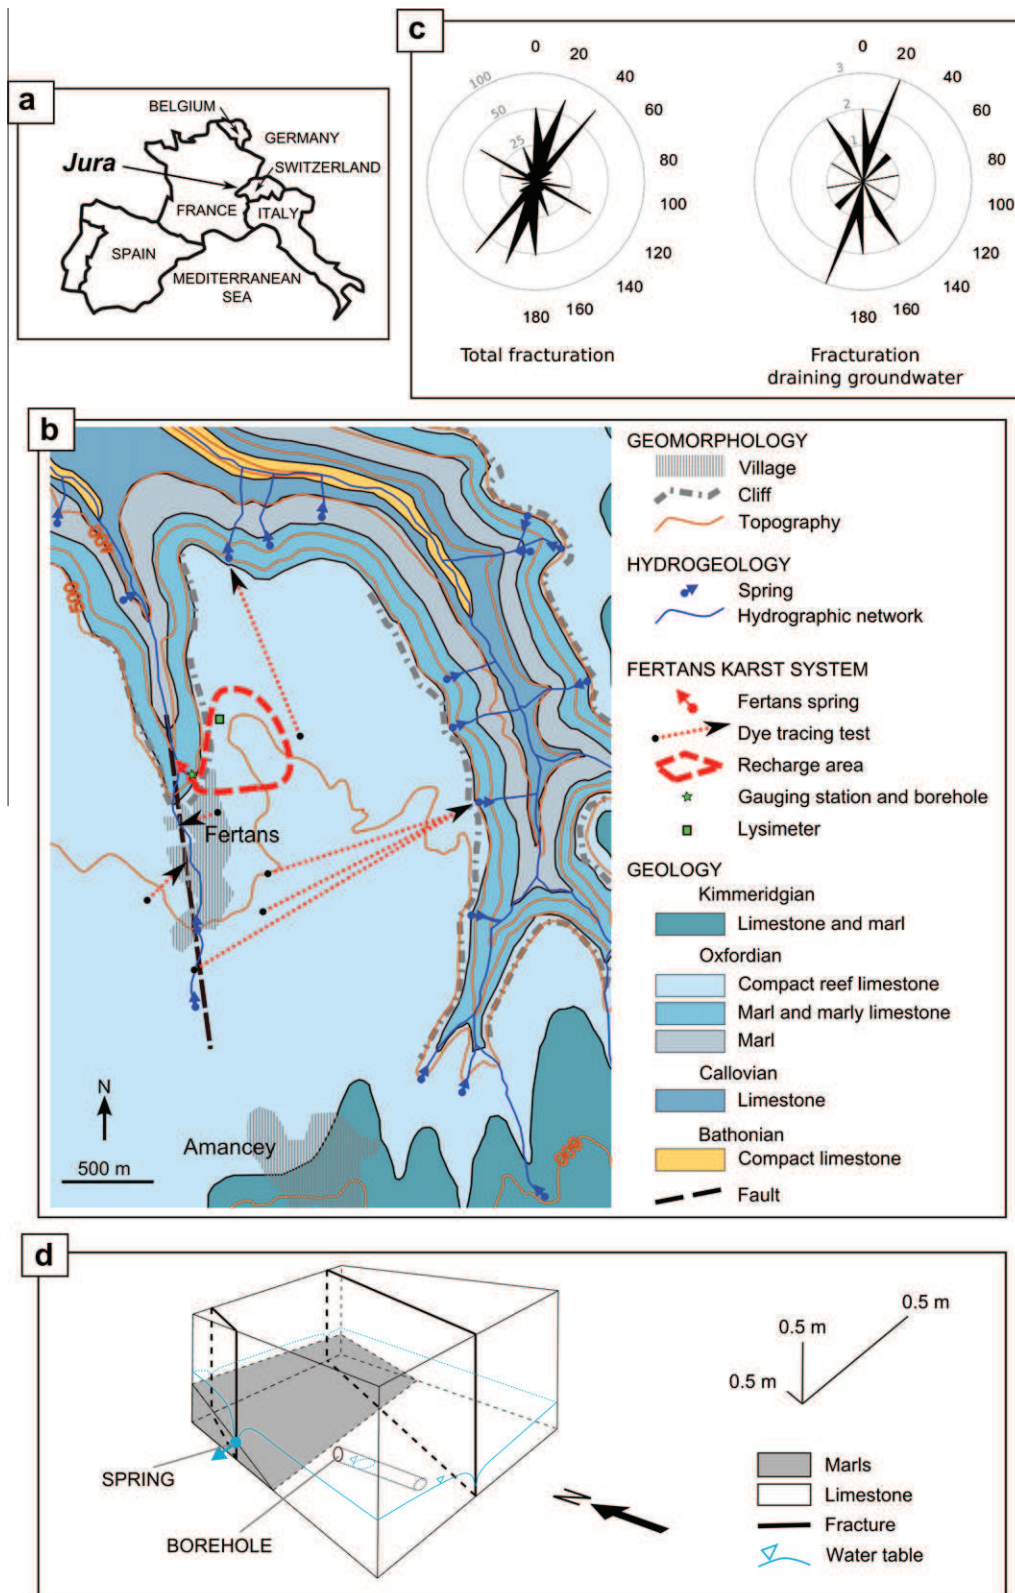 a
BELGIUM
GERMANY
Jura
SWITZERLAND
FRANCE
ITALY
SPAIN
MEDITERRANEAN
SEA
c
0
20
40
60
80
100
120
140
160
180
100
50
25
Total fracturation
0
20
40
60
80
100
120
140
160
180
3
2
1
Fracturation
draining groundwater
b
400
500
Fertans
N
500 m
Amancey
600
GEOMORPHOLOGY
Village
Cliff
Topography
HYDROGEOLOGY
Spring
Hydrographic network
FERTANS KARST SYSTEM
Fertans spring
Dye tracing test
Recharge area
Gauging station and borehole
Lysimeter
GEOLOGY
Kimmeridgian
Limestone and marl
Oxfordian
Compact reef limestone
Marl and marly limestone
Marl
Callovian
Limestone
Bathonian
Compact limestone
Fault
d
SPRING
BOREHOLE
N
0.5 m
0.5 m
0.5 m
Marls
Limestone
Fracture
Water table